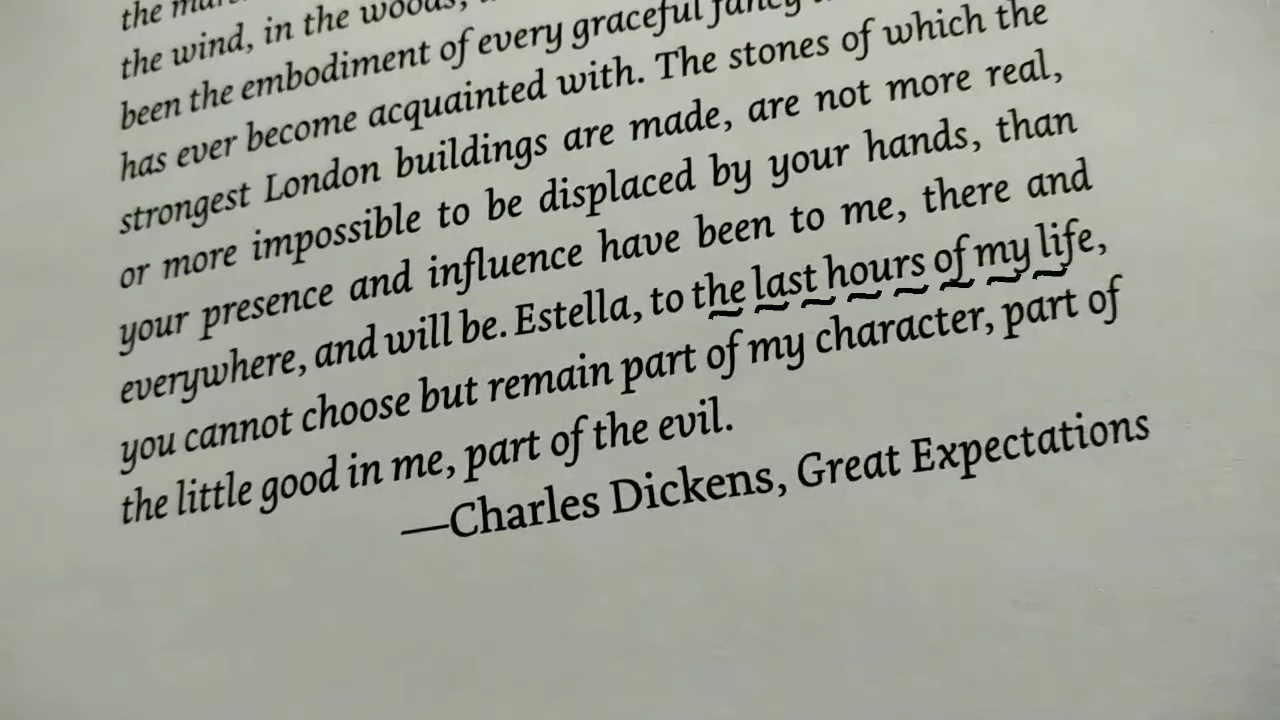 the
the wind, in the woods,
been the embodiment of every graceful fancy
has ever become acquainted with. The stones of which the
strongest London buildings are made, are not more real,
or more impossible to be displaced by your hands, than
your presence and influence have been to me, there and
everywhere, and will be. Estella, to the last hours of my life,
you cannot choose but remain part of my character, part of
the little good in me, part of the evil.
—Charles Dickens, Great Expectations